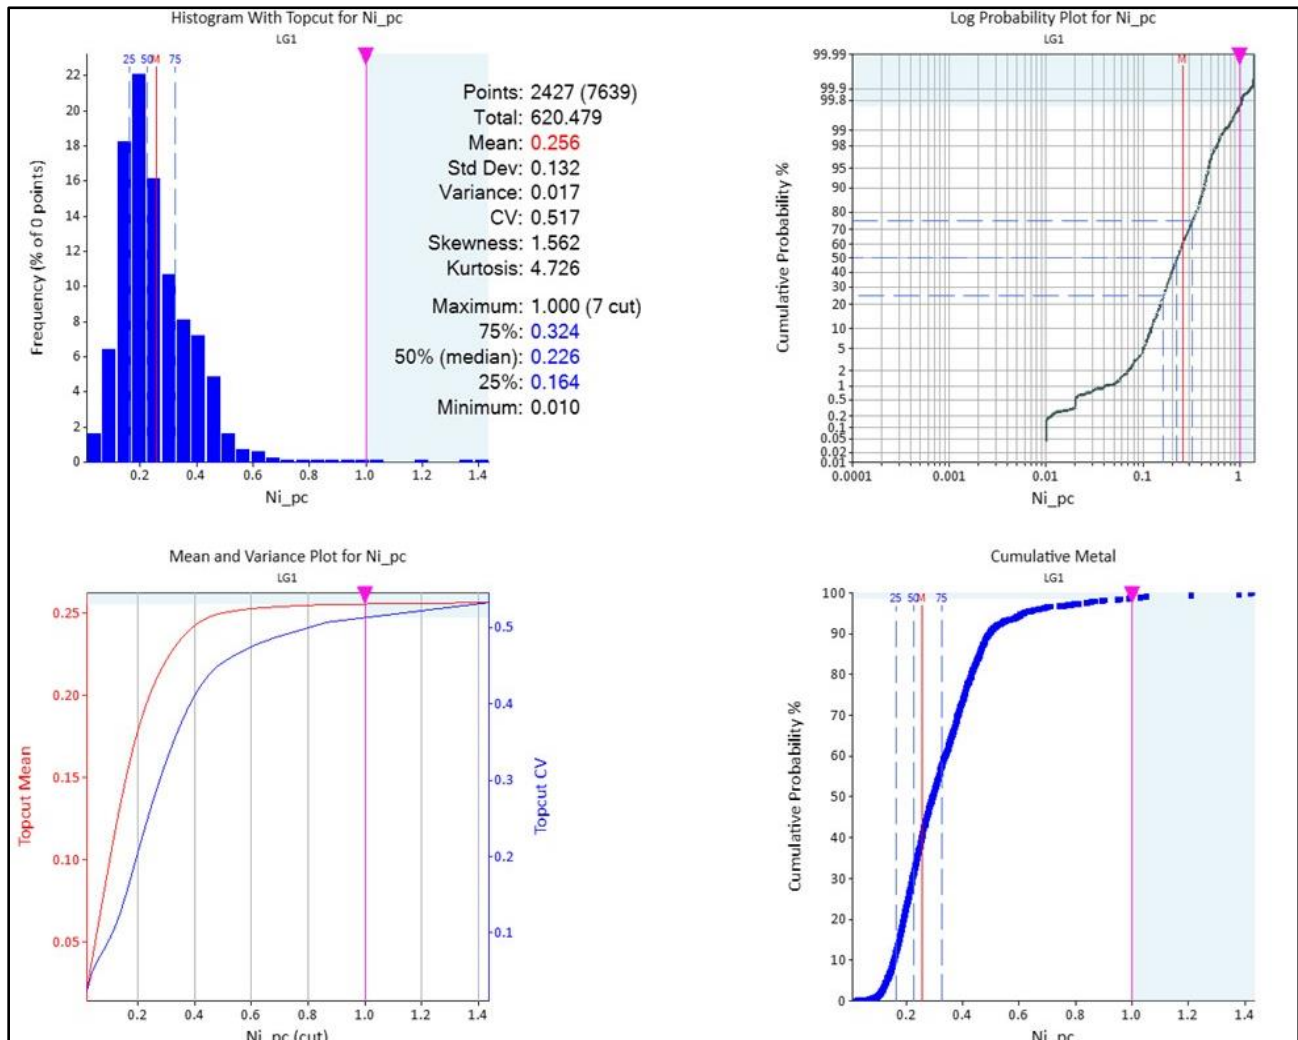 Histogram With Topcut for Ni_pc
LG1
25 50 M 75
22
20
18
16
14
12
10
8
6
4
2
0
Frequency (% of 0 points)
0.2 0.4 0.6 0.8 1.0 1.2 1.4
Ni_pc
Points: 2427 (7639)
Total: 620.479
Mean: 0.256
Std Dev: 0.132
Variance: 0.017
CV: 0.517
Skewness: 1.562
Kurtosis: 4.726
Maximum: 1.000 (7 cut)
75%: 0.324
50% (median): 0.226
25%: 0.164
Minimum: 0.010
Log Probability Plot for Ni_pc
LG1
M
99.99
99.9
99.8
99
98
95
90
80
70
60
50
40
30
20
10
5
2
1
0.5
0.2
0.1
0.05
0.02
0.01
Cumulative Probability %
0.0001 0.001 0.01 0.1 1
Ni_pc
Mean and Variance Plot for Ni_pc
LG1
0.25
0.20
0.15
0.10
0.05
Topcut Mean
0.5
0.4
0.3
0.2
0.1
Topcut CV
0.2 0.4 0.6 0.8 1.0 1.2 1.4
Ni_pc (cut)
Cumulative Metal
LG1
25 50 M 75
100
90
80
70
60
50
40
30
20
10
0
Cumulative Probability %
0.2 0.4 0.6 0.8 1.0 1.2 1.4
Ni_pc